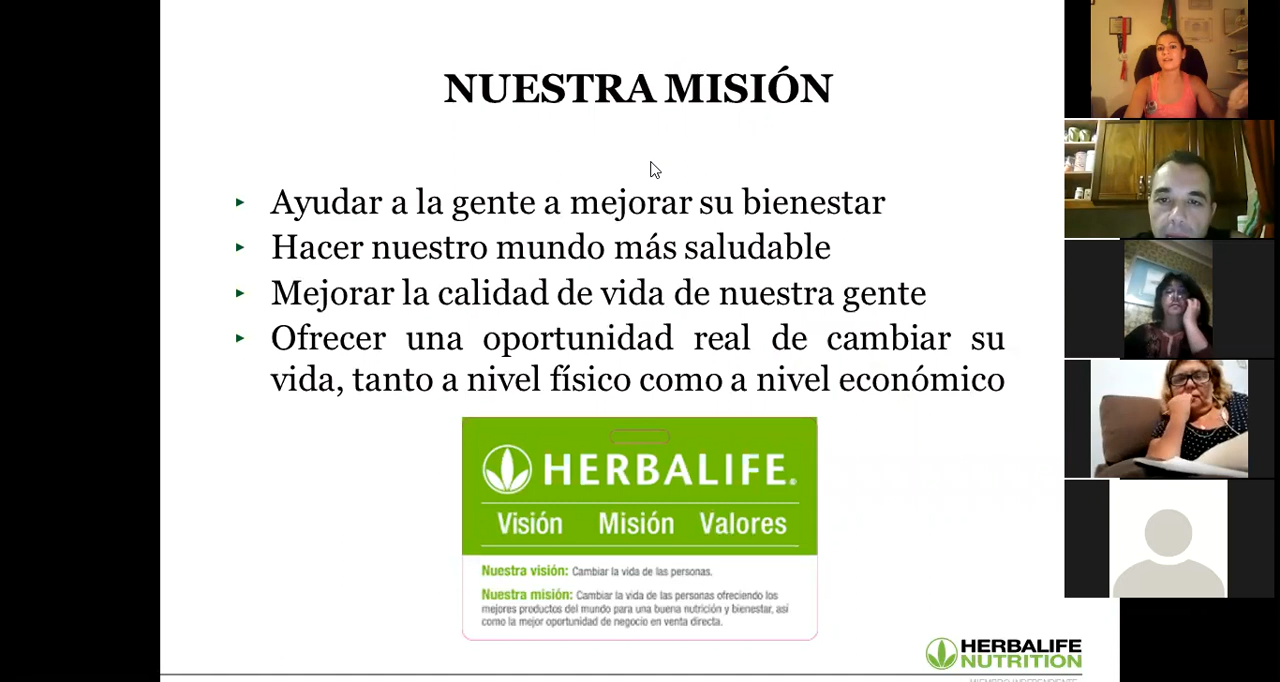 NUESTRA MISIÓN
Ayudar a la gente a mejorar su bienestar
Hacer nuestro mundo más saludable
Mejorar la calidad de vida de nuestra gente
Ofrecer una oportunidad real de cambiar su
vida, tanto a nivel físico como a nivel económico
HERBALIFE®
Visión Misión Valores
Nuestra visión: Cambiar la vida de las personas.
Nuestra misión: Cambiar la vida de las personas ofreciendo los
mejores productos del mundo para una buena nutrición y bienestar, asi
como la mejor oportunidad de negocio en venta directa.
HERBALIFE
NUTRITION
MIEMBRO INDEPENDIENTE